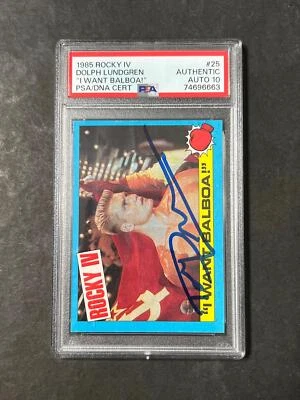 1985 ROCKY IV #25
DOLPH LUNDGREN AUTHENTIC
"I WANT BALBOA!" AUTO 10
PSA/DNA CERT PSA 74696663
ROCKY IV
"I WANT BALBOA!"